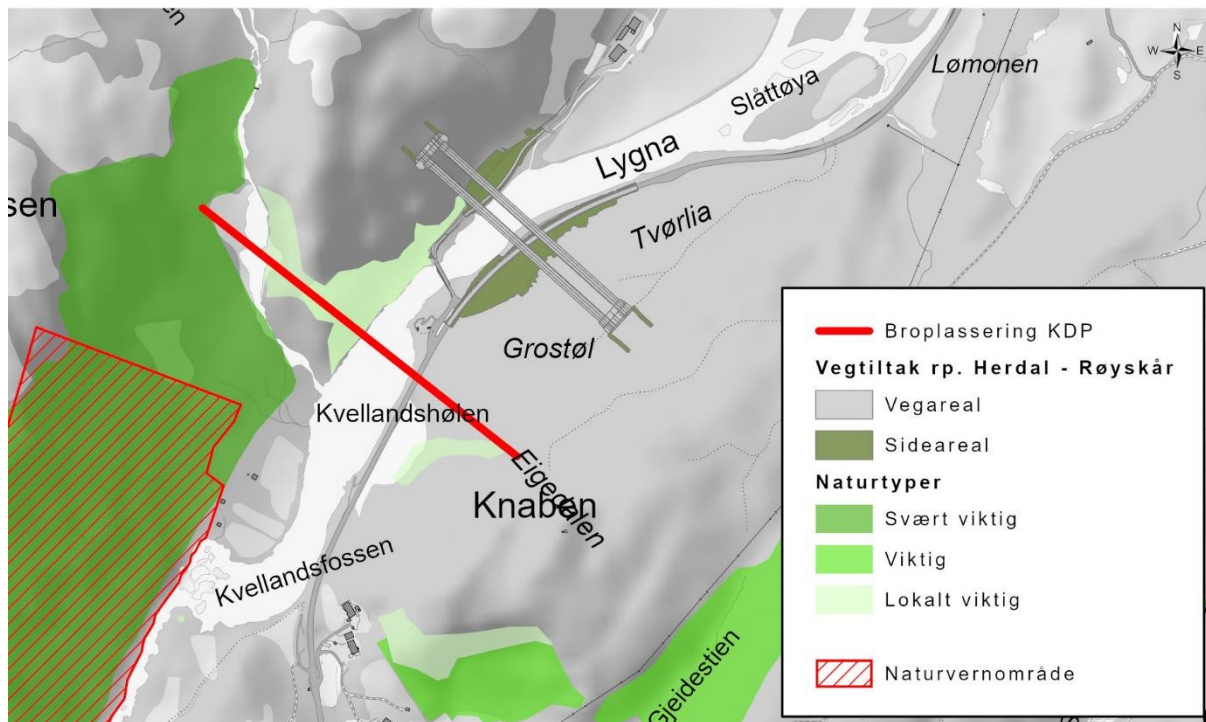 N
W E
S
Lømonen
Slåttøya
Lygna
sen
Tvørlia
Grostøl
Kvellandshølen
Eigedalen
Knaben
Kvellandsfossen
Gjeidestien
Broplassering KDP
Vegtiltak rp. Herdal - Røyskår
Vegareal
Sideareal
Naturtyper
Svært viktig
Viktig
Lokalt viktig
Naturvernområde